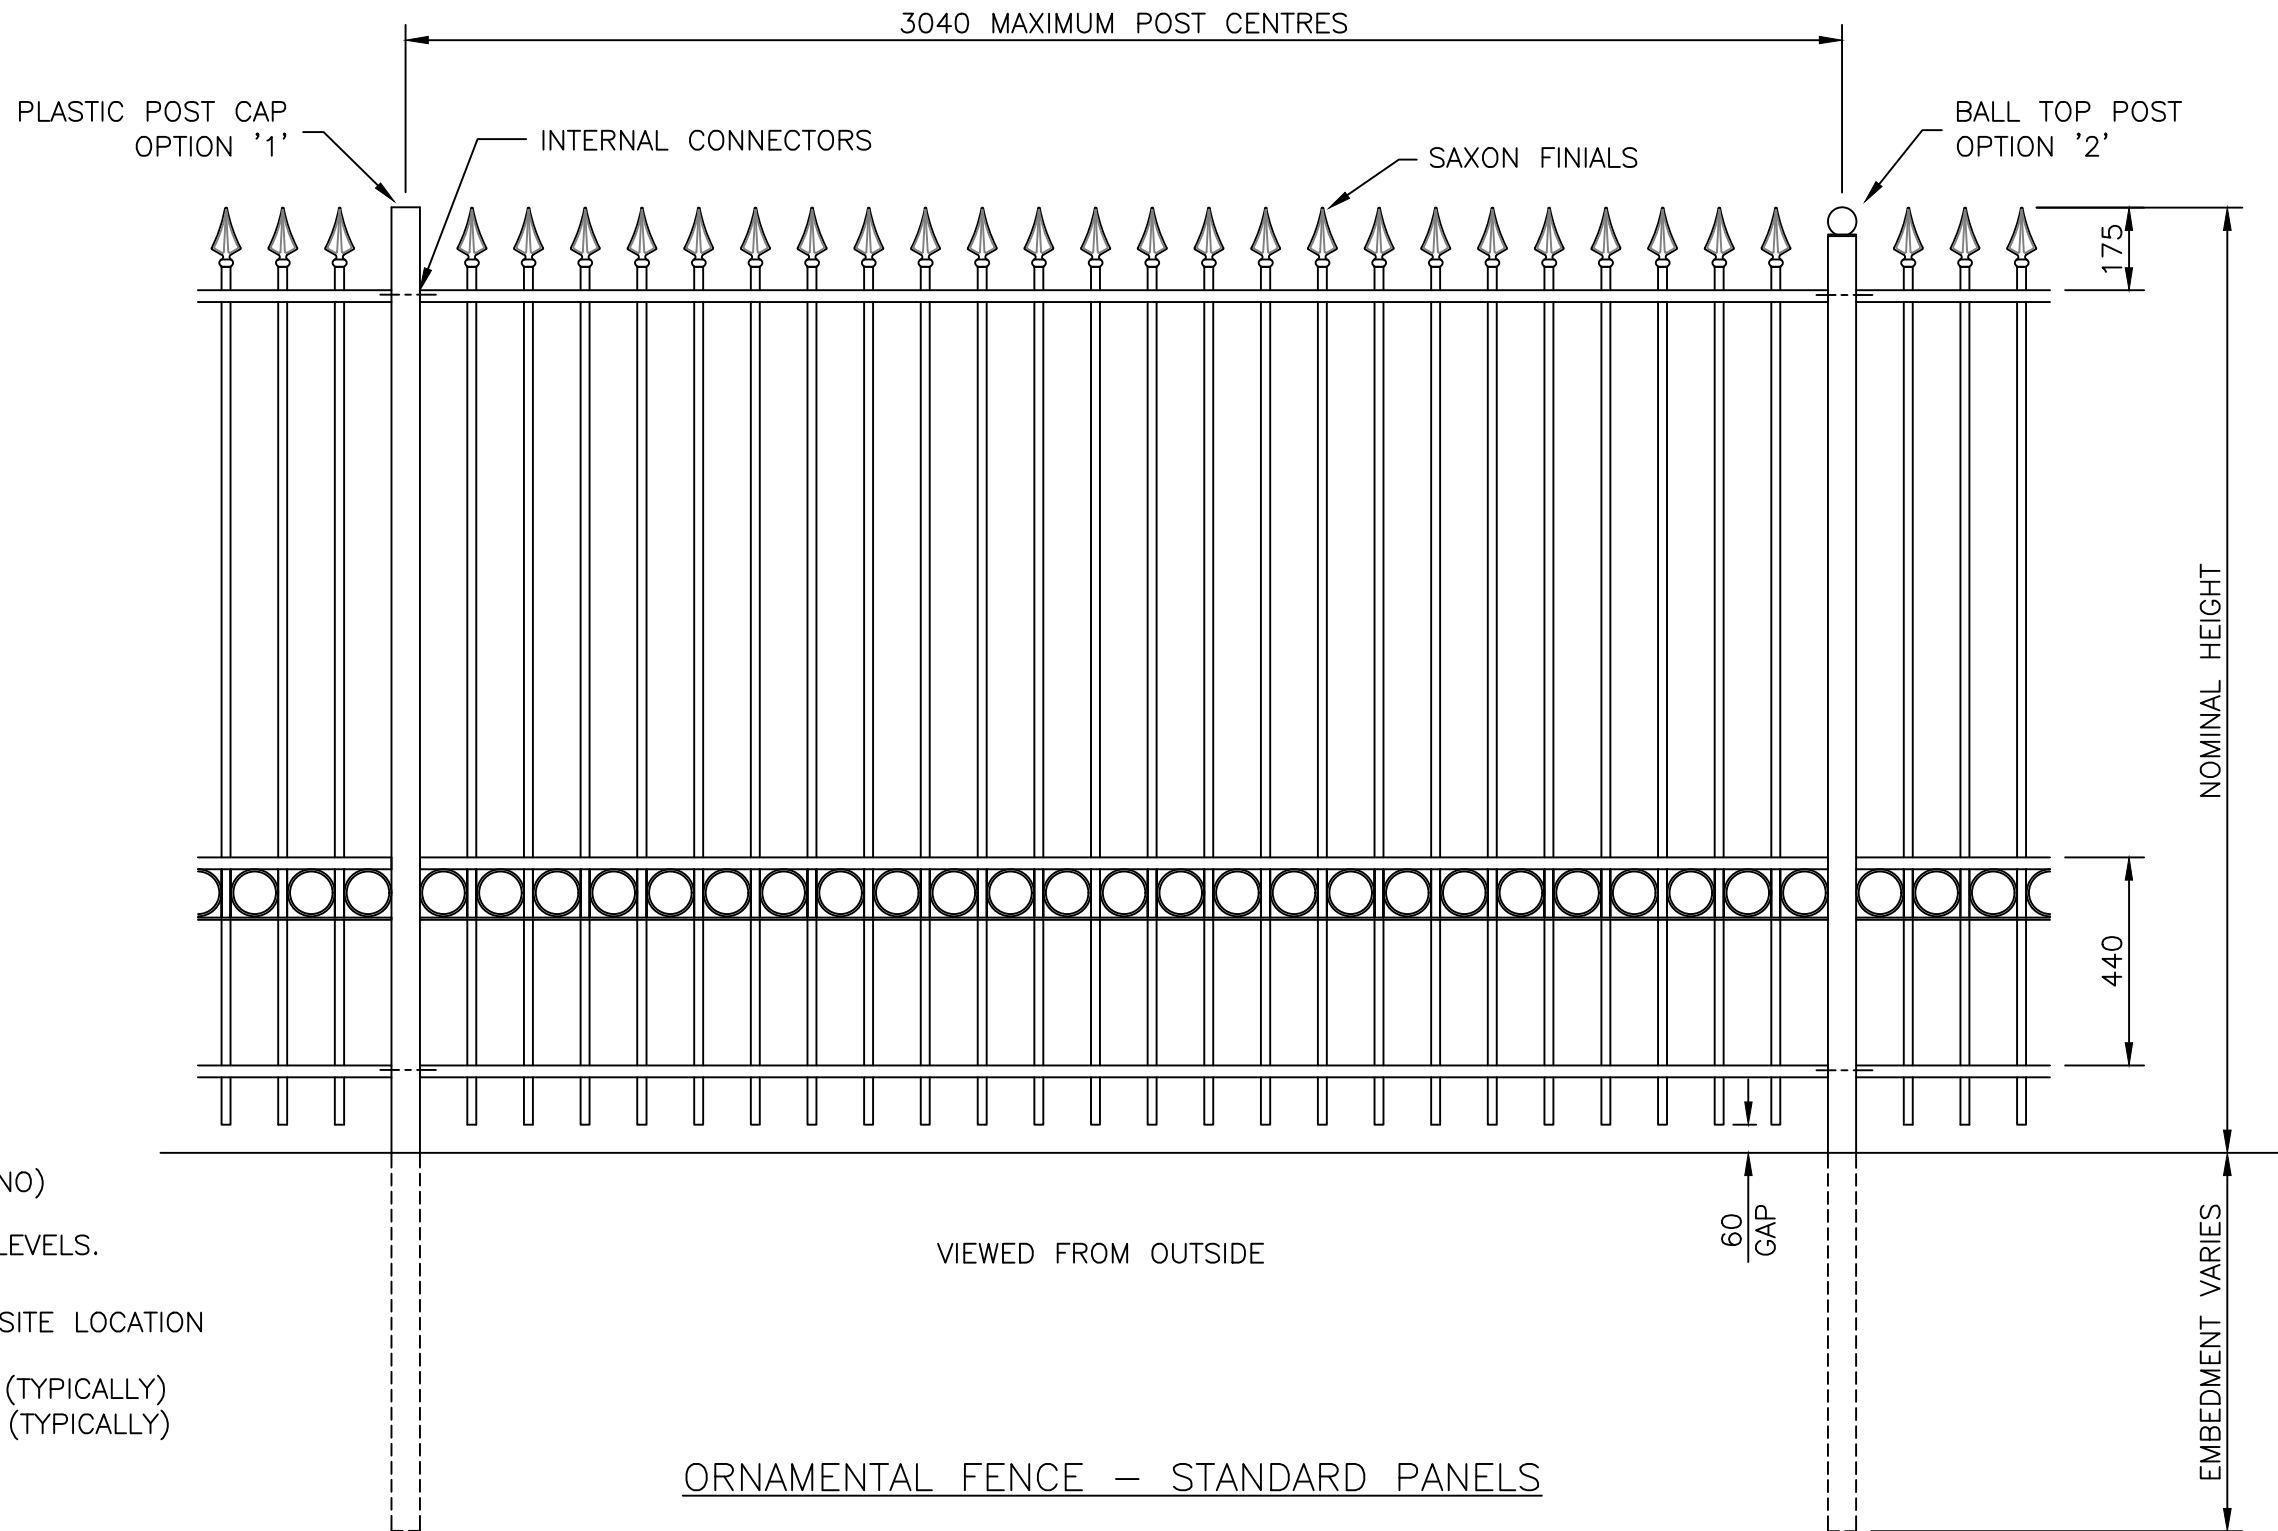 3040 MAXIMUM POST CENTRES
PLASTIC POST CAP
OPTION '1'
INTERNAL CONNECTORS
SAXON FINIALS
BALL TOP POST
OPTION '2'
175
NOMINAL HEIGHT
440
60
GAP
EMBEDMENT VARIES
NO)
LEVELS.
SITE LOCATION
(TYPICALLY)
(TYPICALLY)
VIEWED FROM OUTSIDE
ORNAMENTAL FENCE – STANDARD PANELS